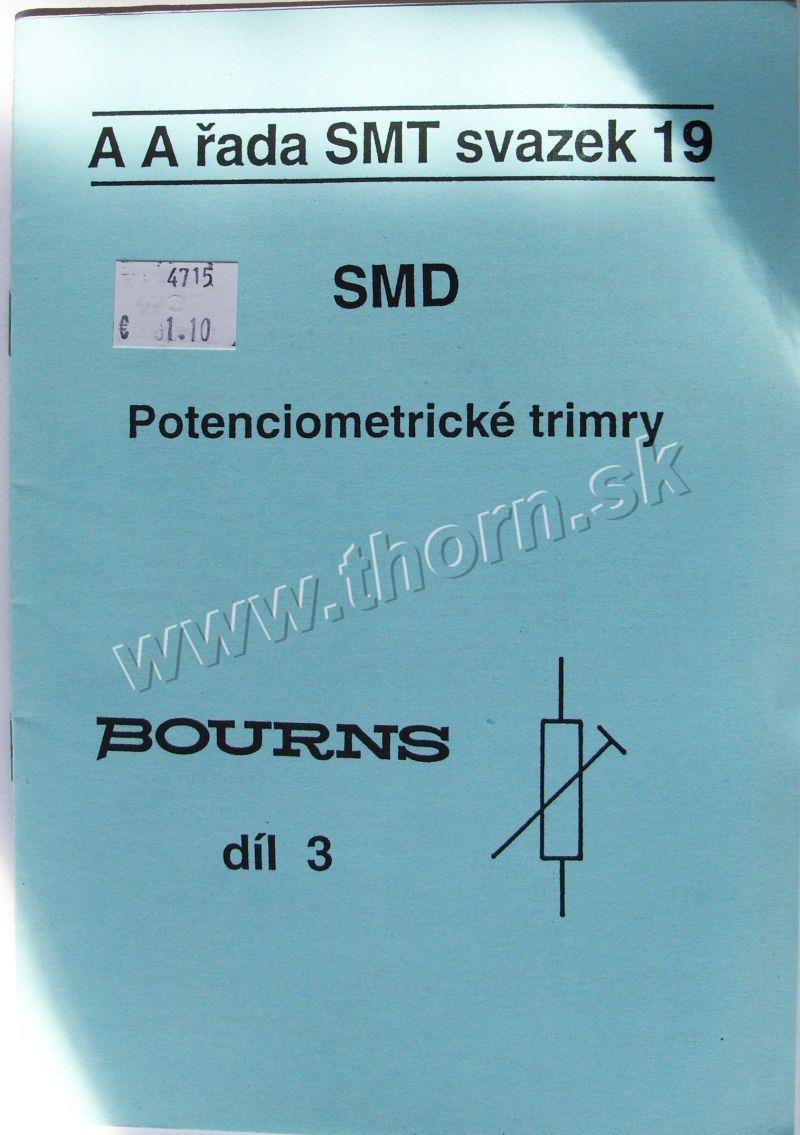 A A řada SMT svazek 19
SMD
4715
€ 1.10
Potenciometrické trimry
www.thorn.sk
BOURNS
díl 3